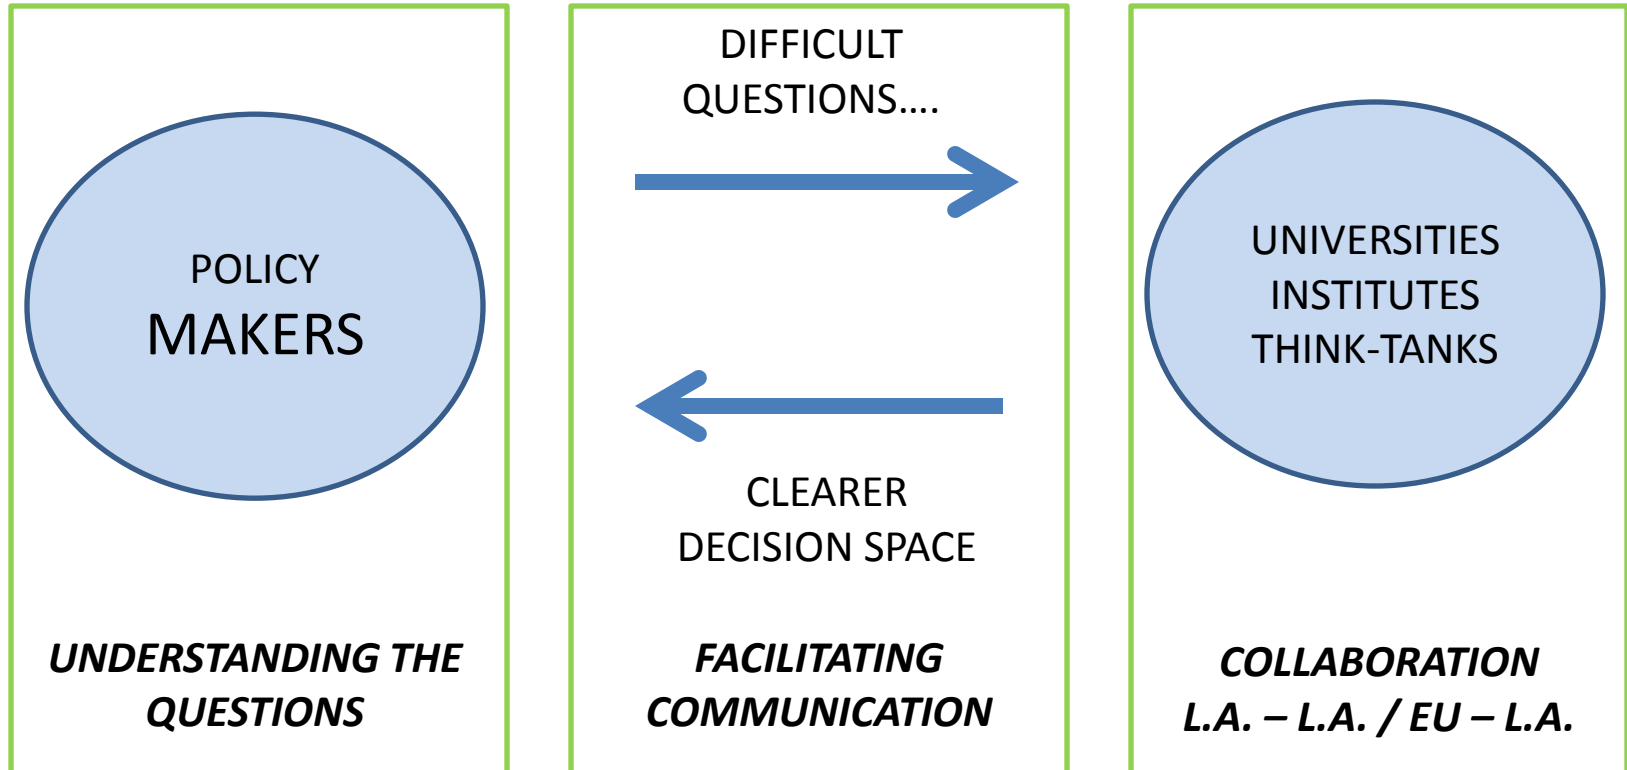 POLICY
MAKERS
UNDERSTANDING THE
QUESTIONS
DIFFICULT
QUESTIONS....
CLEARER
DECISION SPACE
FACILITATING
COMMUNICATION
UNIVERSITIES
INSTITUTES
THINK-TANKS
COLLABORATION
L.A. – L.A. / EU – L.A.